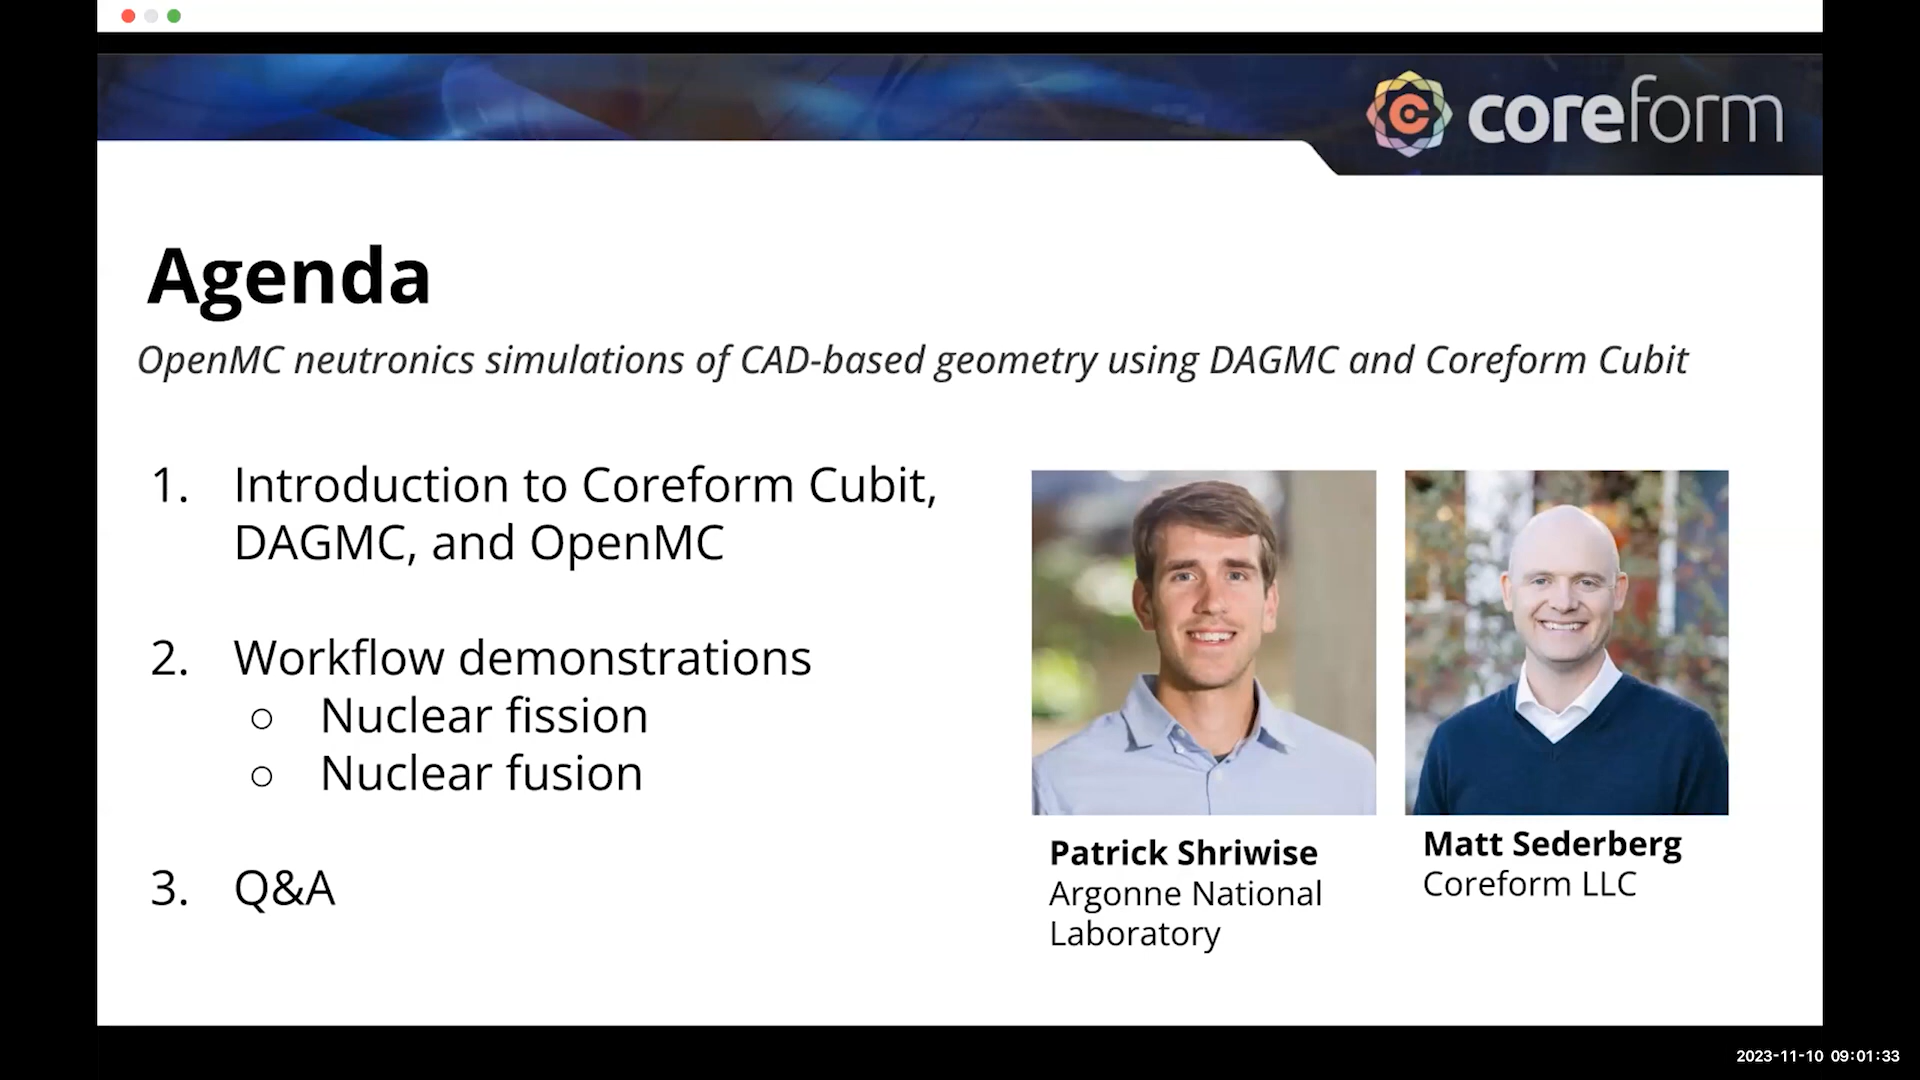 coreform
Agenda
OpenMC neutronics simulations of CAD-based geometry using DAGMC and Coreform Cubit
1. Introduction to Coreform Cubit,
DAGMC, and OpenMC
2. Workflow demonstrations
○ Nuclear fission
○ Nuclear fusion
3. Q&A
Patrick Shriwise
Argonne National
Laboratory
Matt Sederberg
Coreform LLC
2023-11-10 09:01:33